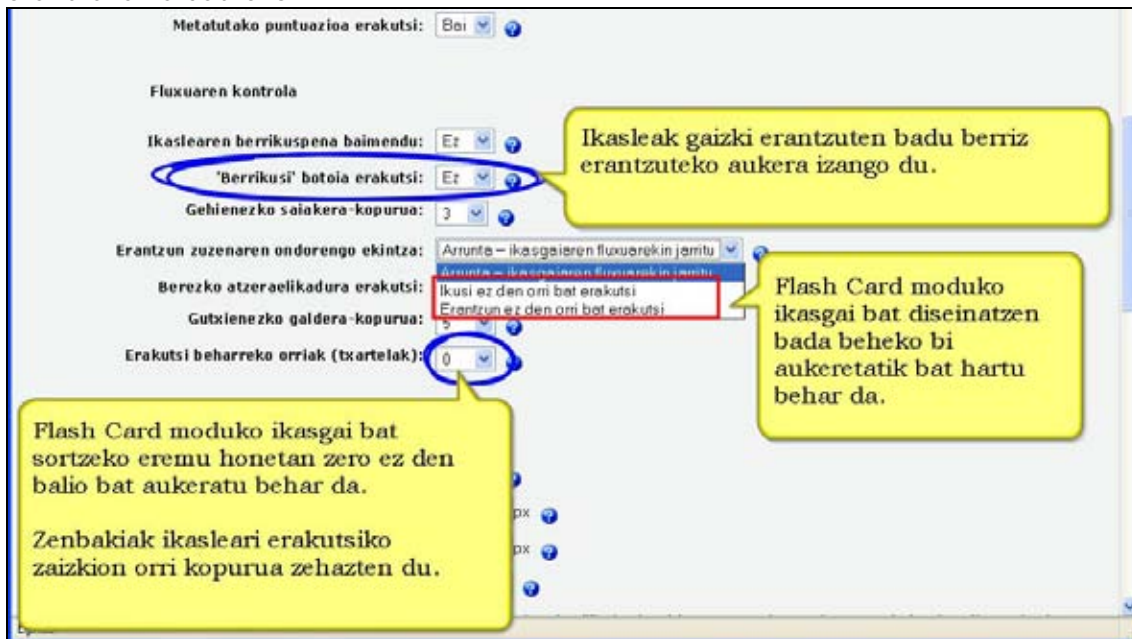 Metatutako puntuazioa erakutsi: Bai
Fluxuaren kontrola
Ikaslearen berrikuspena baimendu: Ez
'Berrikusi' botoia erakutsi: Ez
Ikasleak gaizki erantzuten badu berriz
erantzuteko aukera izango du.
Gehienezko saiakera-kopurua: 3
Erantzun zuzenaren ondorengo ekintza: Arrunta – ikasgaiaren fluxuarekin jarritu
Arrunta – ikasgaiaren fluxuarekin jarritu
Berezko atzeraelikadura erakutsi: Ikusi ez den orri bat erakutsi
Erantzun ez den orri bat erakutsi
Gutxienezko galdera-kopurua: 5
Erakutsi beharreko orriak (txartelak): 0
Flash Card moduko
ikasgai bat diseinatzen
bada beheko bi
aukeretatik bat hartu
behar da.
Flash Card moduko ikasgai bat
sortzeko eremu honetan zero ez den
balio bat aukeratu behar da.
Zenbakiak ikasleari erakutsiko
zaizkion orri kopurua zehazten du.
px
px